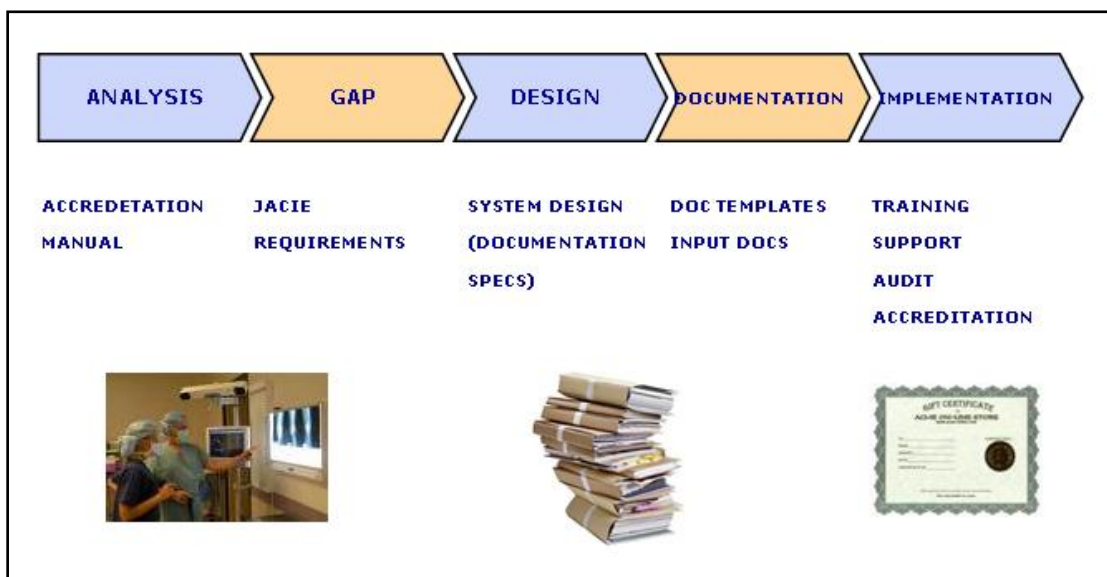 ANALYSIS
GAP
DESIGN
DOCUMENTATION
IMPLEMENTATION
ACCREDETATION
MANUAL
JACIE
REQUIREMENTS
SYSTEM DESIGN
(DOCUMENTATION
SPECS)
DOC TEMPLATES
INPUT DOCS
TRAINING
SUPPORT
AUDIT
ACCREDITATION
GIFT CERTIFICATE